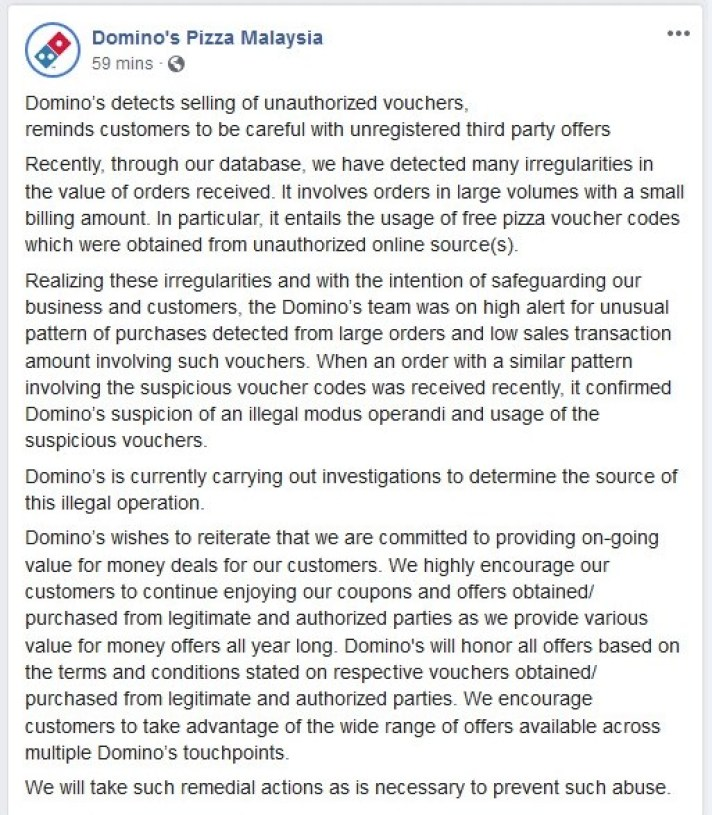 Domino's Pizza Malaysia
59 mins ·
Domino's detects selling of unauthorized vouchers,
reminds customers to be careful with unregistered third party offers
Recently, through our database, we have detected many irregularities in
the value of orders received. It involves orders in large volumes with a small
billing amount. In particular, it entails the usage of free pizza voucher codes
which were obtained from unauthorized online source(s).
Realizing these irregularities and with the intention of safeguarding our
business and customers, the Domino's team was on high alert for unusual
pattern of purchases detected from large orders and low sales transaction
amount involving such vouchers. When an order with a similar pattern
involving the suspicious voucher codes was received recently, it confirmed
Domino's suspicion of an illegal modus operandi and usage of the
suspicious vouchers.
Domino's is currently carrying out investigations to determine the source of
this illegal operation.
Domino's wishes to reiterate that we are committed to providing on-going
value for money deals for our customers. We highly encourage our
customers to continue enjoying our coupons and offers obtained/
purchased from legitimate and authorized parties as we provide various
value for money offers all year long. Domino's will honor all offers based on
the terms and conditions stated on respective vouchers obtained/
purchased from legitimate and authorized parties. We encourage
customers to take advantage of the wide range of offers available across
multiple Domino's touchpoints.
We will take such remedial actions as is necessary to prevent such abuse.